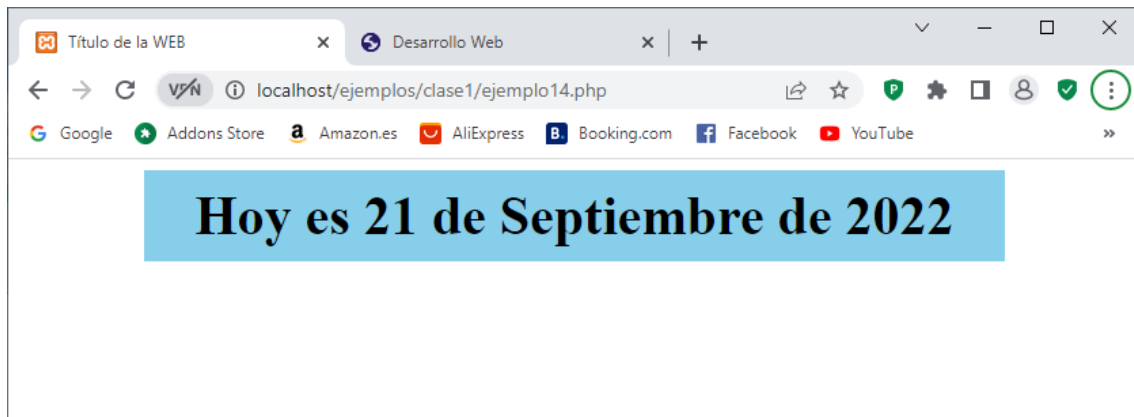 Título de la WEB
Desarrollo Web
VPN
localhost/ejemplos/clase1/ejemplo14.php
Google Addons Store Amazon.es AliExpress Booking.com Facebook YouTube »
Hoy es 21 de Septiembre de 2022